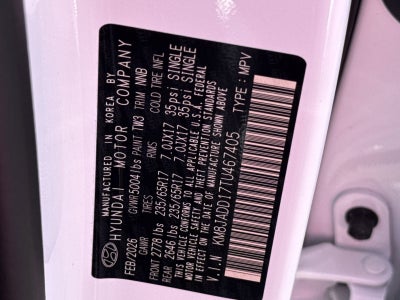 MANUFACTURED IN KOREA BY
HYUNDAI MOTOR COMPANY
FEB/2026 GVWR 5004 lbs PAINT TW3 TRIM NNB
GAWR TIRES RIMS COLD TIRE INFL
FRONT 2778 lbs 235/65R17 7.0JX17 35psi SINGLE
REAR 2646 lbs 235/65R17 7.0JX17 35psi SINGLE
THIS VEHICLE CONFORMS TO ALL APPLICABLE U.S.A. FEDERAL
MOTOR VEHICLE SAFETY, BUMPER, AND THEFT PREVENTION STANDARDS
IN EFFECT ON THE DATE OF MANUFACTURE SHOWN ABOVE.
V.I.N KM8JADD17TU467405 TYPE: MPV